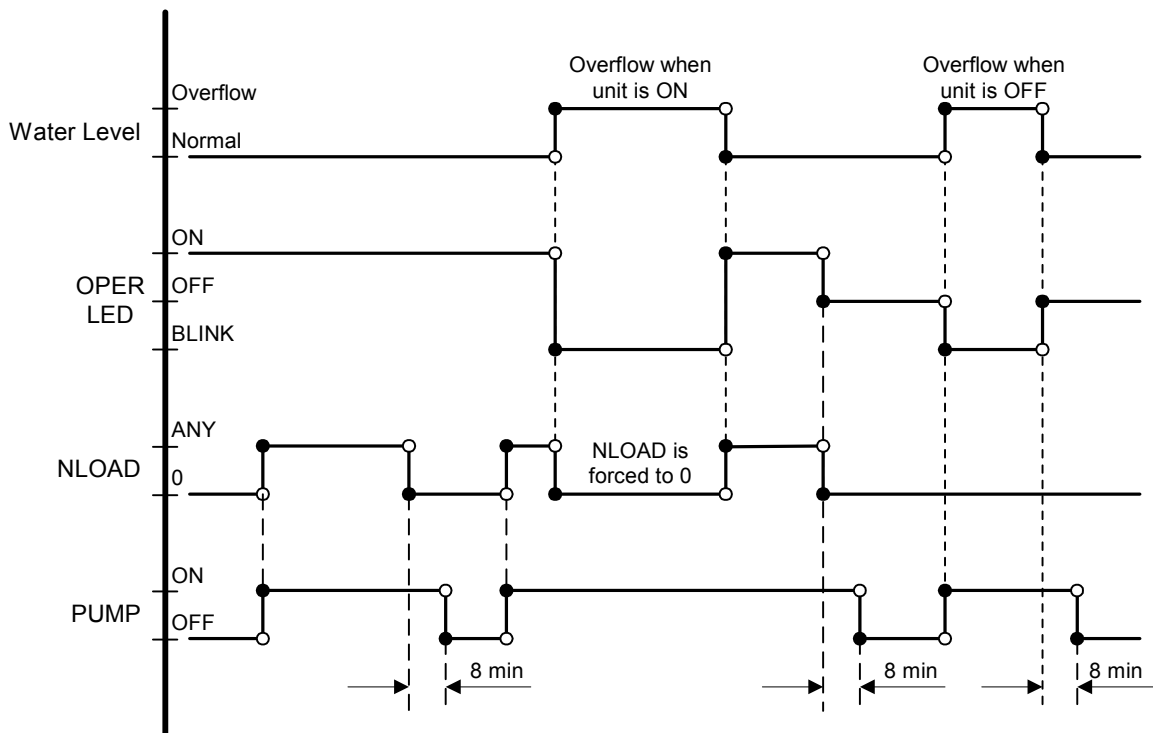 Overflow when
unit is ON
Overflow when
unit is OFF
Overflow
Water Level
Normal
ON
OPER
LED
OFF
BLINK
ANY
NLOAD
0
NLOAD is
forced to 0
ON
PUMP
OFF
8 min
8 min
8 min